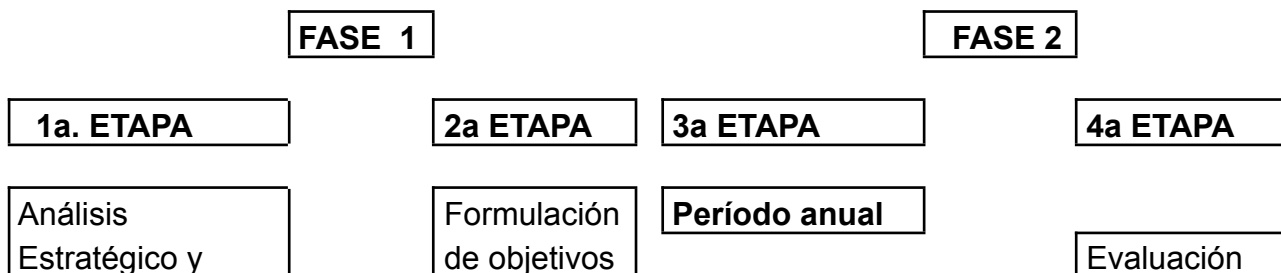 FASE 1
FASE 2
1a. ETAPA
2a ETAPA
3a ETAPA
4a ETAPA
Análisis
Estratégico y
Formulación
de objetivos
Período anual
Evaluación